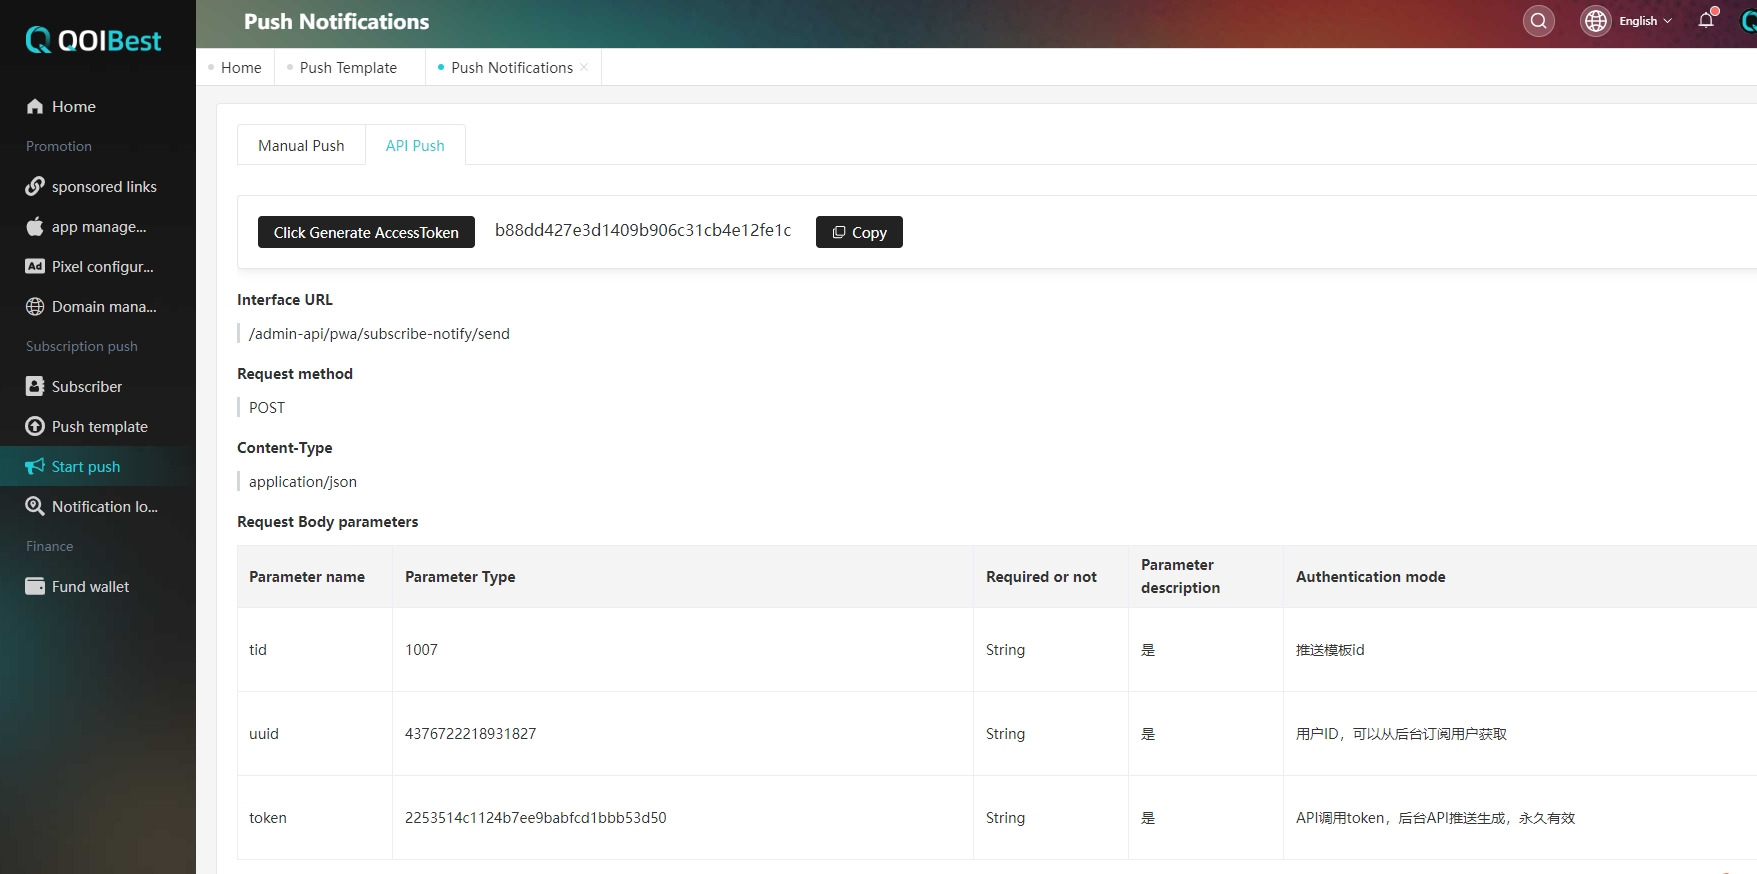 QOIBest
Push Notifications
English
Home
Push Template
Push Notifications
Home
Promotion
sponsored links
app manage...
Pixel configur...
Domain mana...
Subscription push
Subscriber
Push template
Start push
Notification lo...
Finance
Fund wallet
Manual Push
API Push
Click Generate AccessToken
b88dd427e3d1409b906c31cb4e12fe1c
Copy
Interface URL
/admin-api/pwa/subscribe-notify/send
Request method
POST
Content-Type
application/json
Request Body parameters
Parameter name
Parameter Type
Required or not
Parameter
description
Authentication mode
tid
1007
String
是
推送模板id
uuid
4376722218931827
String
是
用户ID，可以从后台订阅用户获取
token
2253514c1124b7ee9babfcd1bbb53d50
String
是
API调用token，后台API推送生成，永久有效